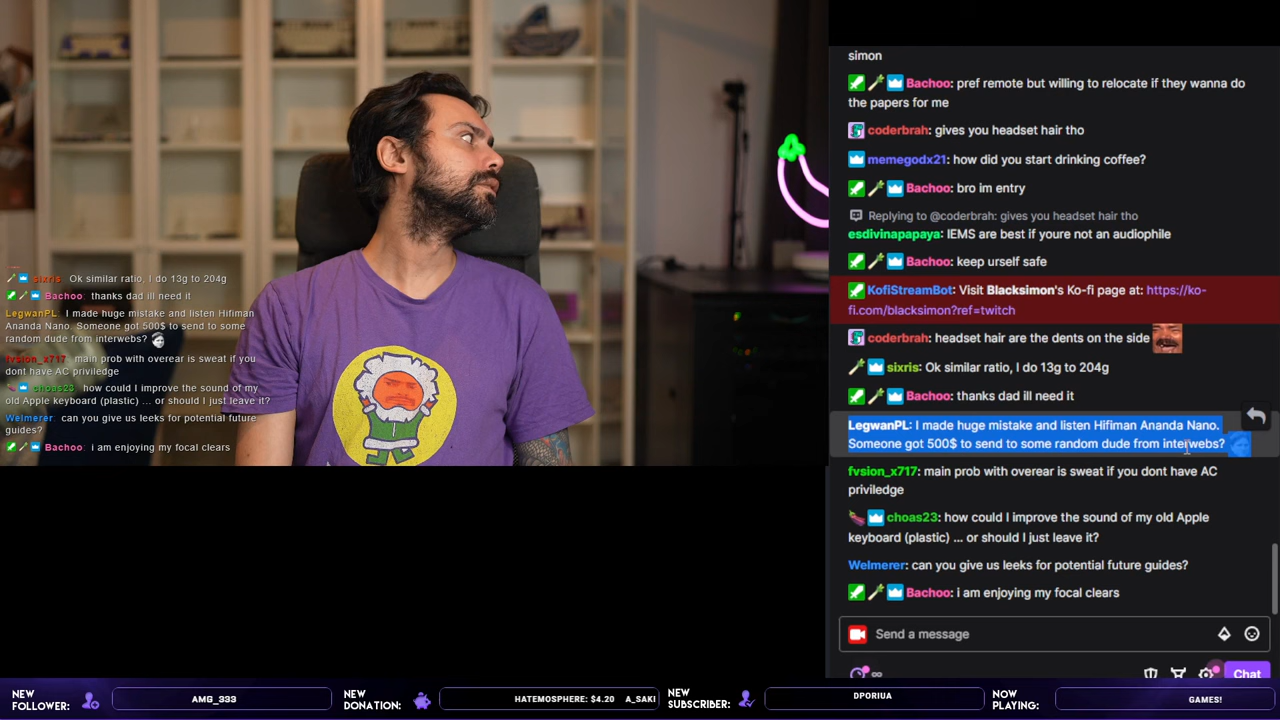 sixris Ok similar ratio, I do 13g to 204g
Bachoo: thanks dad ill need it
LegwanPL: I made huge mistake and listen Hifiman
Ananda Nano. Someone got 500$ to send to some
random dude from interwebs?
fvsion_x717: main prob with overear is sweat if you
dont have AC priviledge
choas23 how could I improve the sound of my
old Apple keyboard (plastic) ... or should I just leave it?
Welmerer: can you give us leeks for potential future
guides?
Bachoo: i am enjoying my focal clears
simon
Bachoo: pref remote but willing to relocate if they wanna do
the papers for me
coderbrah: gives you headset hair tho
memegodx21: how did you start drinking coffee?
Bachoo: bro im entry
Replying to @coderbrah: gives you headset hair tho
esdivinapapaya: IEMS are best if youre not an audiophile
Bachoo: keep urself safe
KofiStreamBot: Visit Blacksimon's Ko-fi page at: https://ko-
fi.com/blacksimon?ref=twitch
coderbrah: headset hair are the dents on the side
sixris: Ok similar ratio, I do 13g to 204g
Bachoo: thanks dad ill need it
LegwanPL: I made huge mistake and listen Hifiman Ananda Nano.
Someone got 500$ to send to some random dude from interwebs?
fvsion_x717: main prob with overear is sweat if you dont have AC
priviledge
choas23: how could I improve the sound of my old Apple
keyboard (plastic) ... or should I just leave it?
Welmerer: can you give us leeks for potential future guides?
Bachoo: i am enjoying my focal clears
Send a message
Chat
NEW
FOLLOWER:
AMG_333
NEW
DONATION:
HATEMOSPHERE: $4.20 A_SAKI
NEW
SUBSCRIBER:
DPORIUA
NOW
PLAYING:
GAMES!